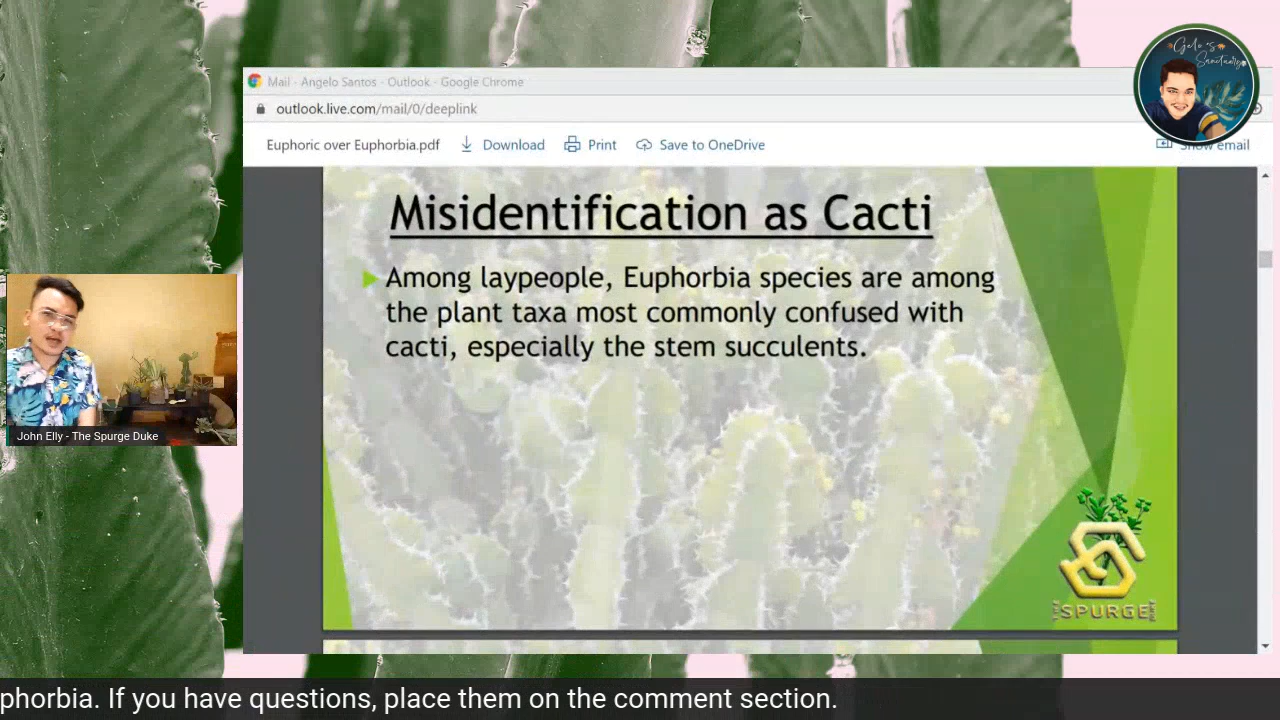 Gelo's
Sanctuary
Mail - Angelo Santos - Outlook - Google Chrome
outlook.live.com/mail/0/deeplink
Euphoric over Euphorbia.pdf Download Print Save to OneDrive Show email
Misidentification as Cacti
Among laypeople, Euphorbia species are among
the plant taxa most commonly confused with
cacti, especially the stem succulents.
John Elly - The Spurge Duke
SPURGE
phorbia. If you have questions, place them on the comment section.